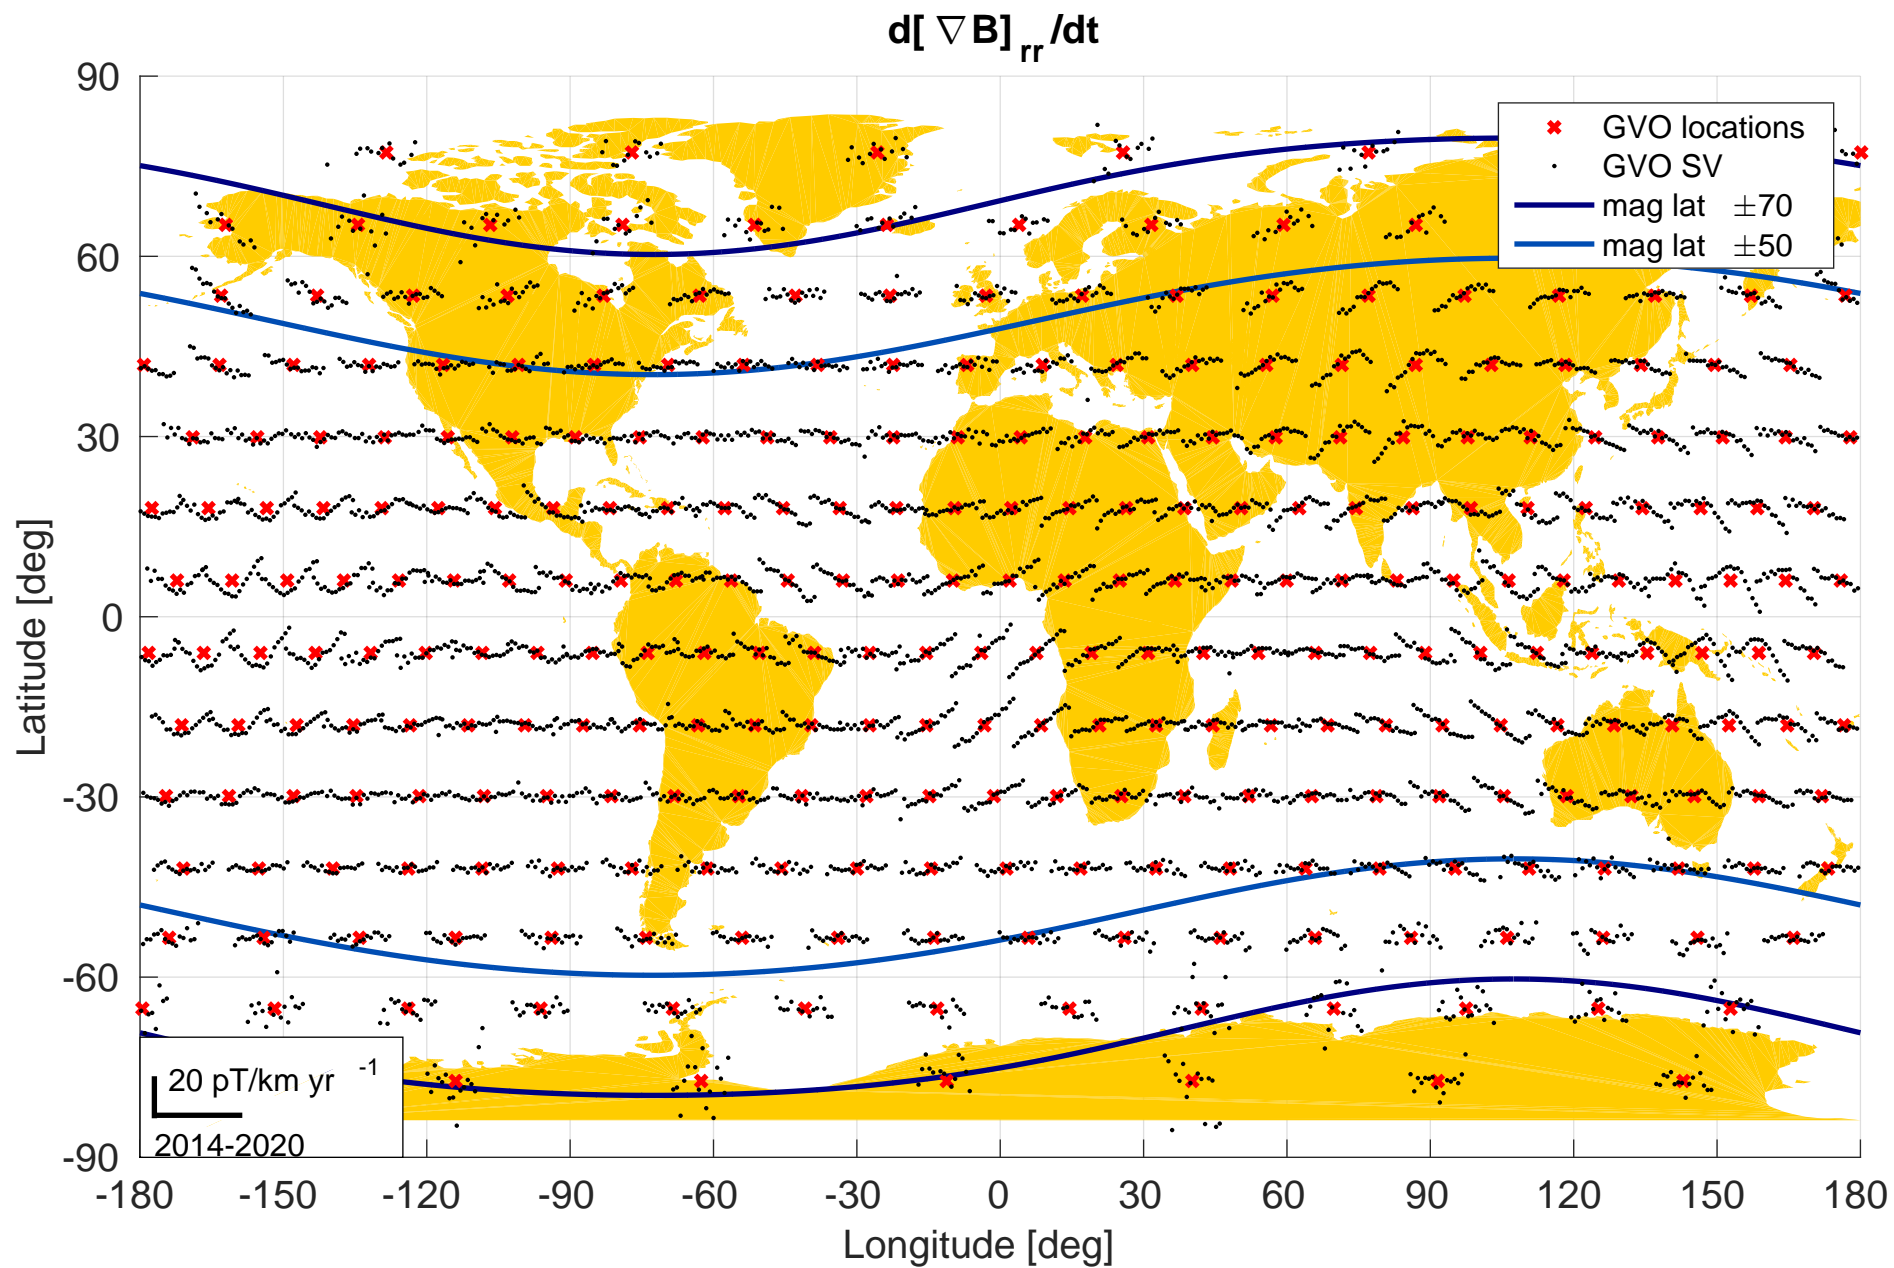 d[ ∇B]rr/dt
90
60
30
0
-30
-60
-90
Latitude [deg]
GVO locations
GVO SV
mag lat ±70
mag lat ±50
20 pT/km yr -1
2014-2020
-180 -150 -120 -90 -60 -30 0 30 60 90 120 150 180
Longitude [deg]